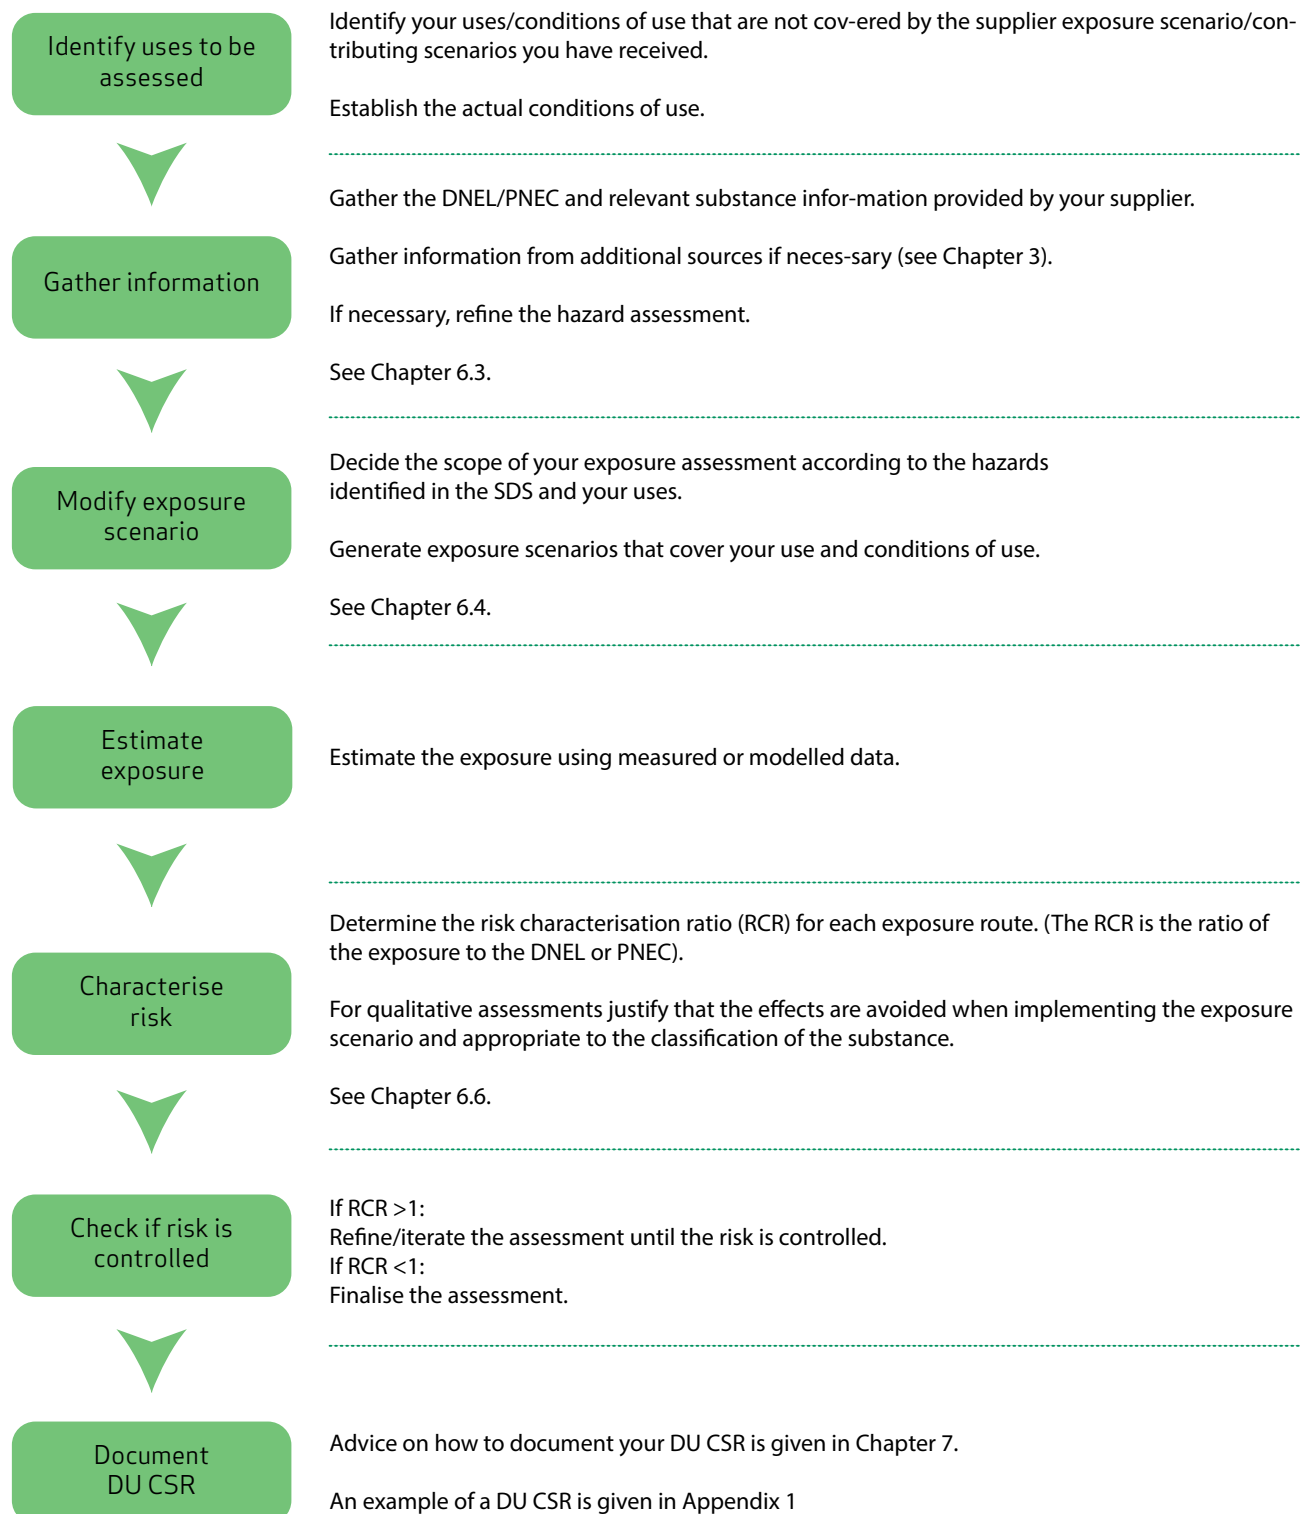 Identify uses to be
assessed
Identify your uses/conditions of use that are not cov-ered by the supplier exposure scenario/con-
tributing scenarios you have received.
Establish the actual conditions of use.
Gather information
Gather the DNEL/PNEC and relevant substance infor-mation provided by your supplier.
Gather information from additional sources if neces-sary (see Chapter 3).
If necessary, refine the hazard assessment.
See Chapter 6.3.
Modify exposure
scenario
Decide the scope of your exposure assessment according to the hazards
identified in the SDS and your uses.
Generate exposure scenarios that cover your use and conditions of use.
See Chapter 6.4.
Estimate
exposure
Estimate the exposure using measured or modelled data.
Characterise
risk
Determine the risk characterisation ratio (RCR) for each exposure route. (The RCR is the ratio of
the exposure to the DNEL or PNEC).
For qualitative assessments justify that the effects are avoided when implementing the exposure
scenario and appropriate to the classification of the substance.
See Chapter 6.6.
Check if risk is
controlled
If RCR >1:
Refine/iterate the assessment until the risk is controlled.
If RCR <1:
Finalise the assessment.
Document
DU CSR
Advice on how to document your DU CSR is given in Chapter 7.
An example of a DU CSR is given in Appendix 1